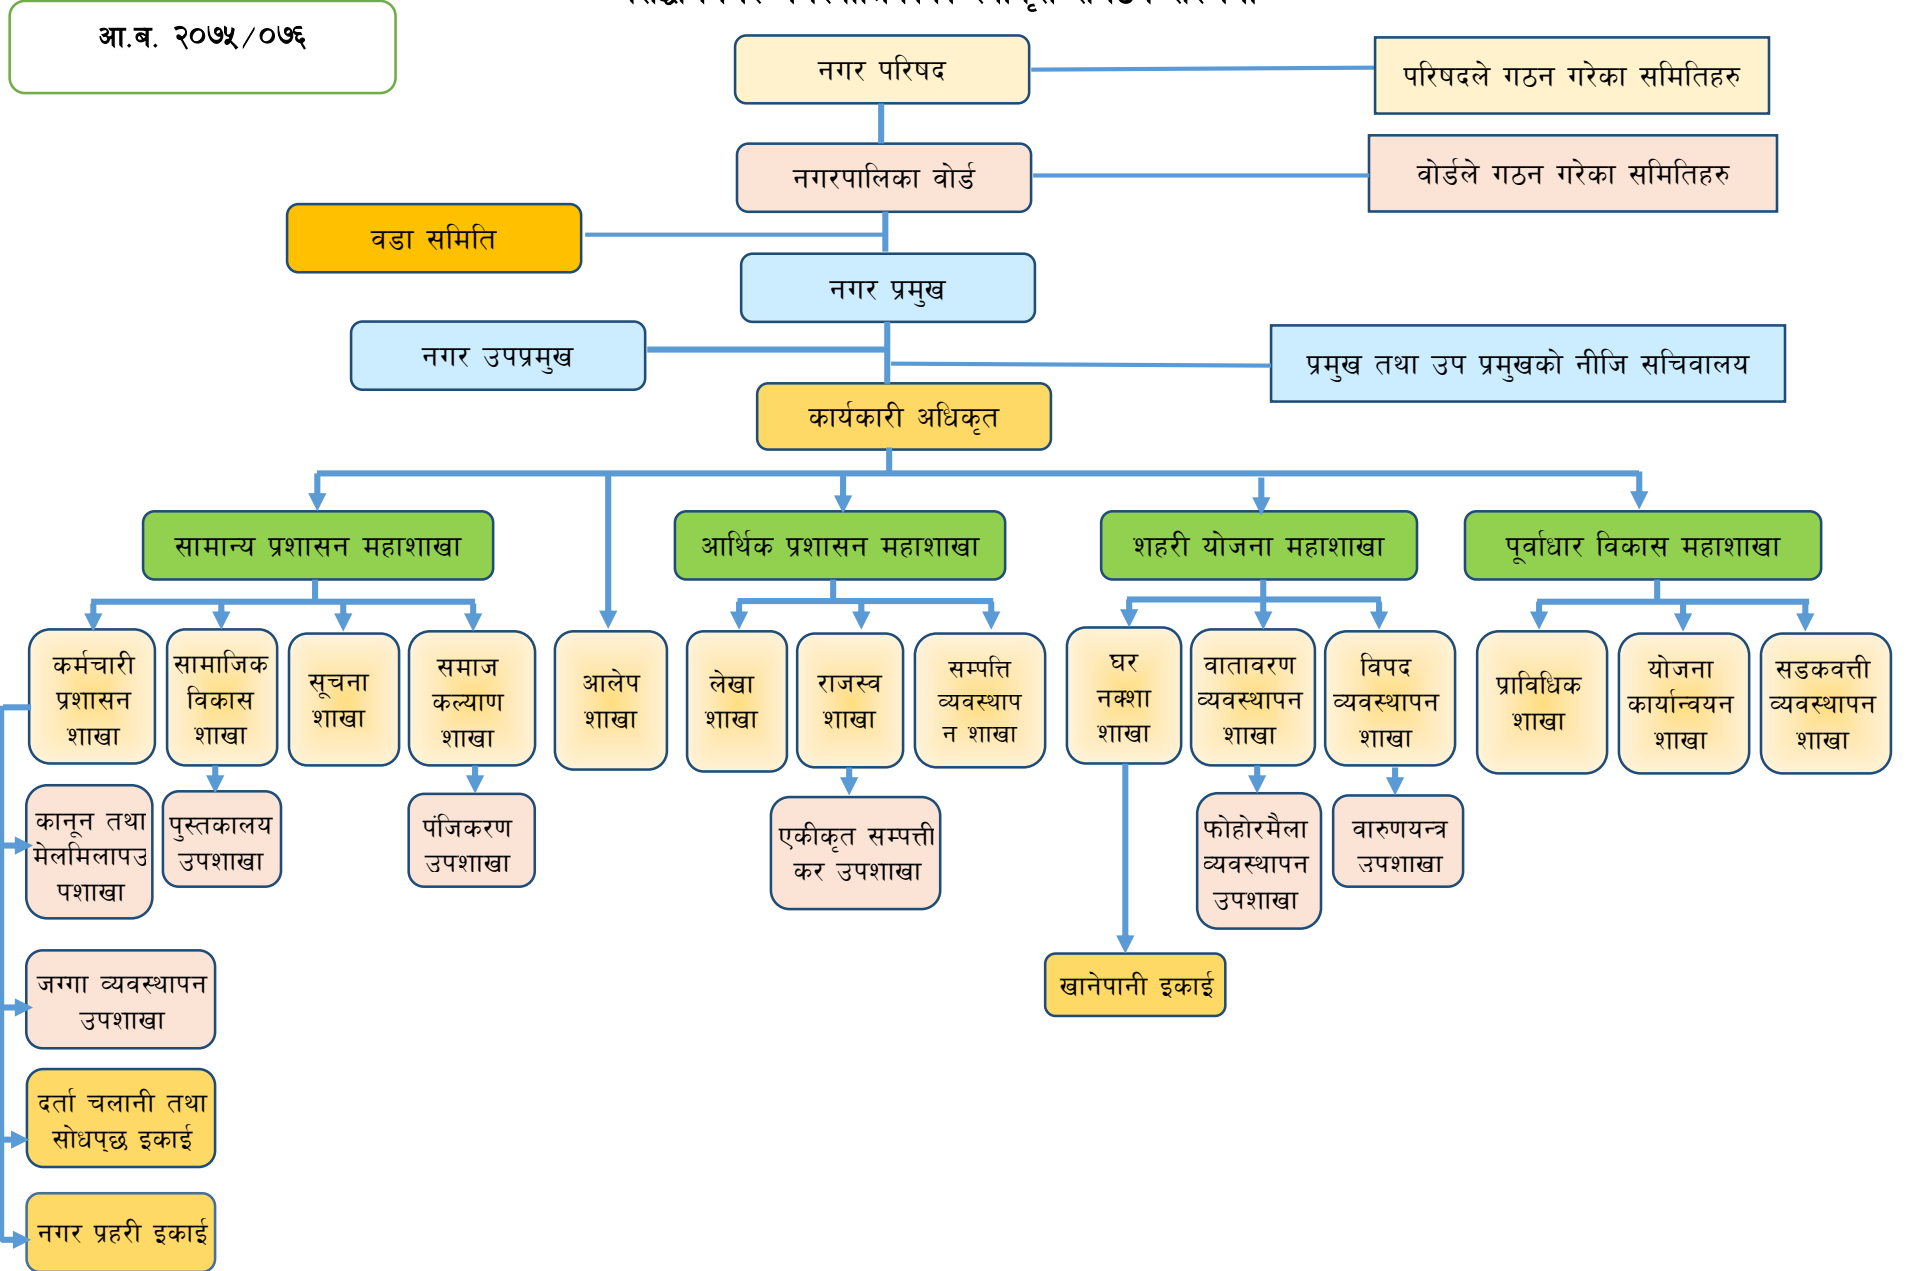 आ.ब. २०७५/०७६
नगर परिषद
परिषदले गठन गरेका समितिहरु
नगरपालिका वोर्ड
वोर्डले गठन गरेका समितिहरु
वडा समिति
नगर प्रमुख
नगर उपप्रमुख
प्रमुख तथा उप प्रमुखको नीजि सचिवालय
कार्यकारी अधिकृत
सामान्य प्रशासन महाशाखा
आर्थिक प्रशासन महाशाखा
शहरी योजना महाशाखा
पूर्वाधार विकास महाशाखा
कर्मचारी
प्रशासन
शाखा
सामाजिक
विकास
शाखा
सूचना
शाखा
समाज
कल्याण
शाखा
आलेप
शाखा
लेखा
शाखा
राजस्व
शाखा
सम्पत्ति
व्यवस्थाप
न शाखा
घर
नक्शा
शाखा
वातावरण
व्यवस्थापन
शाखा
विपद
व्यवस्थापन
शाखा
प्राविधिक
शाखा
योजना
कार्यान्वयन
शाखा
सडकवत्ती
व्यवस्थापन
शाखा
कानून तथा
मेलमिलापउ
पशाखा
पुस्तकालय
उपशाखा
पंजिकरण
उपशाखा
एकीकृत सम्पत्ती
कर उपशाखा
फोहोरमैला
व्यवस्थापन
उपशाखा
वारुणयन्त्र
उपशाखा
जग्गा व्यवस्थापन
उपशाखा
खानेपानी इकाई
दर्ता चलानी तथा
सोधपुछ इकाई
नगर प्रहरी इकाई